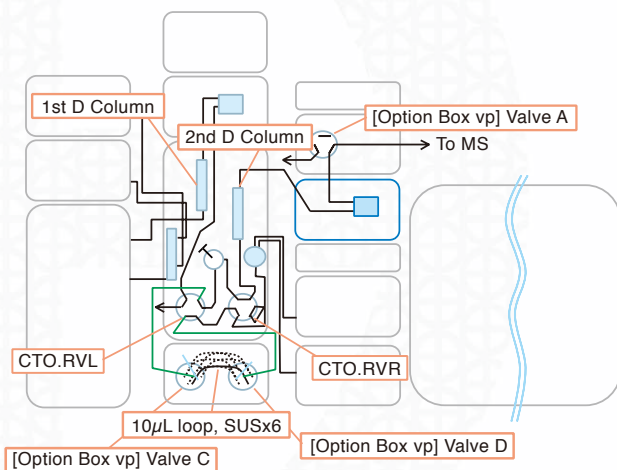 1st D Column
2nd D Column
[Option Box vp] Valve A
To MS
CTO.RVL
CTO.RVR
10µL loop, SUSx6
[Option Box vp] Valve C
[Option Box vp] Valve D